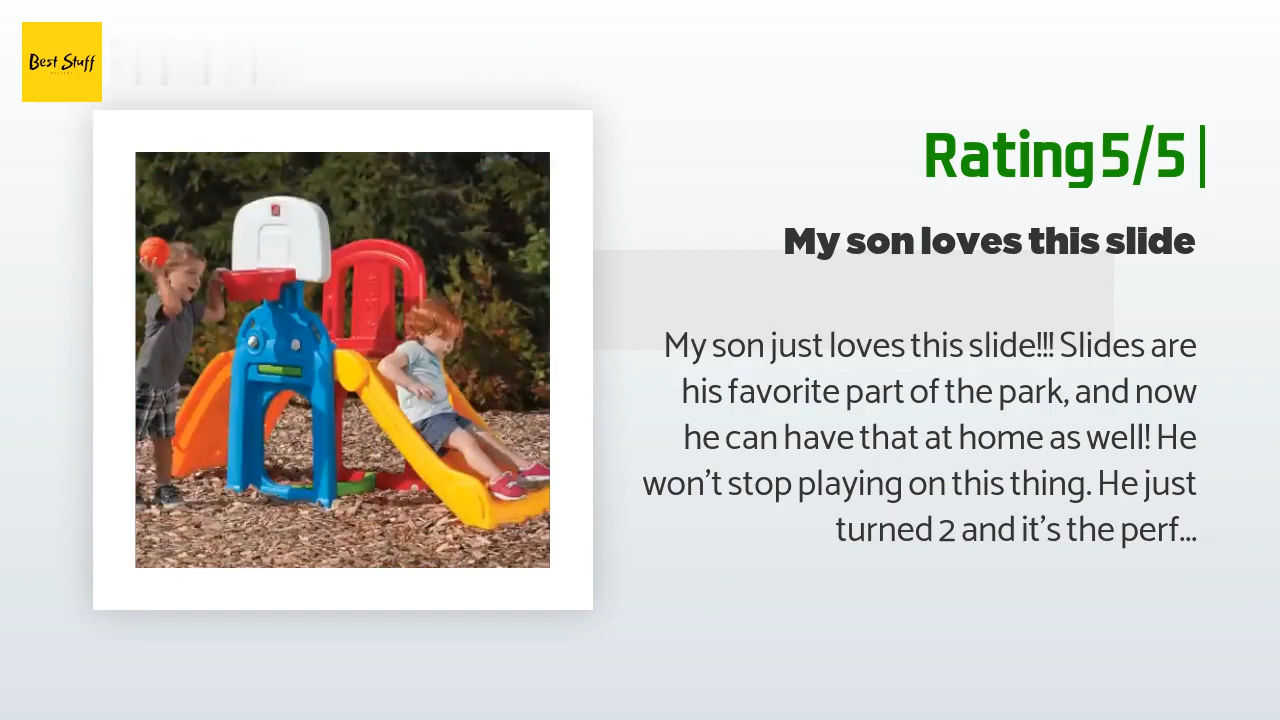 Best Stuff
Rating 5/5
My son loves this slide
My son just loves this slide!!! Slides are
his favorite part of the park, and now
he can have that at home as well! He
won't stop playing on this thing. He just
turned 2 and it's the perf...